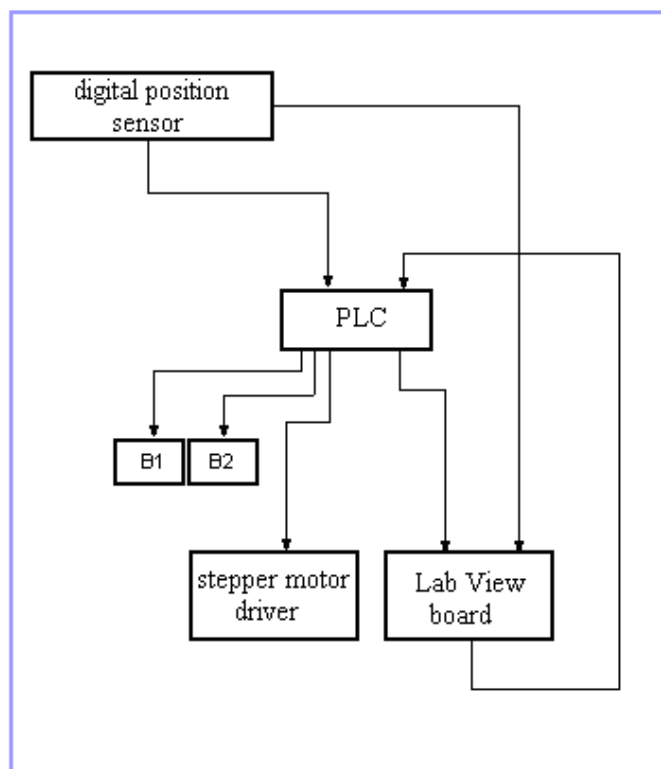 digital position
sensor
PLC
B1
B2
stepper motor
driver
Lab View
board